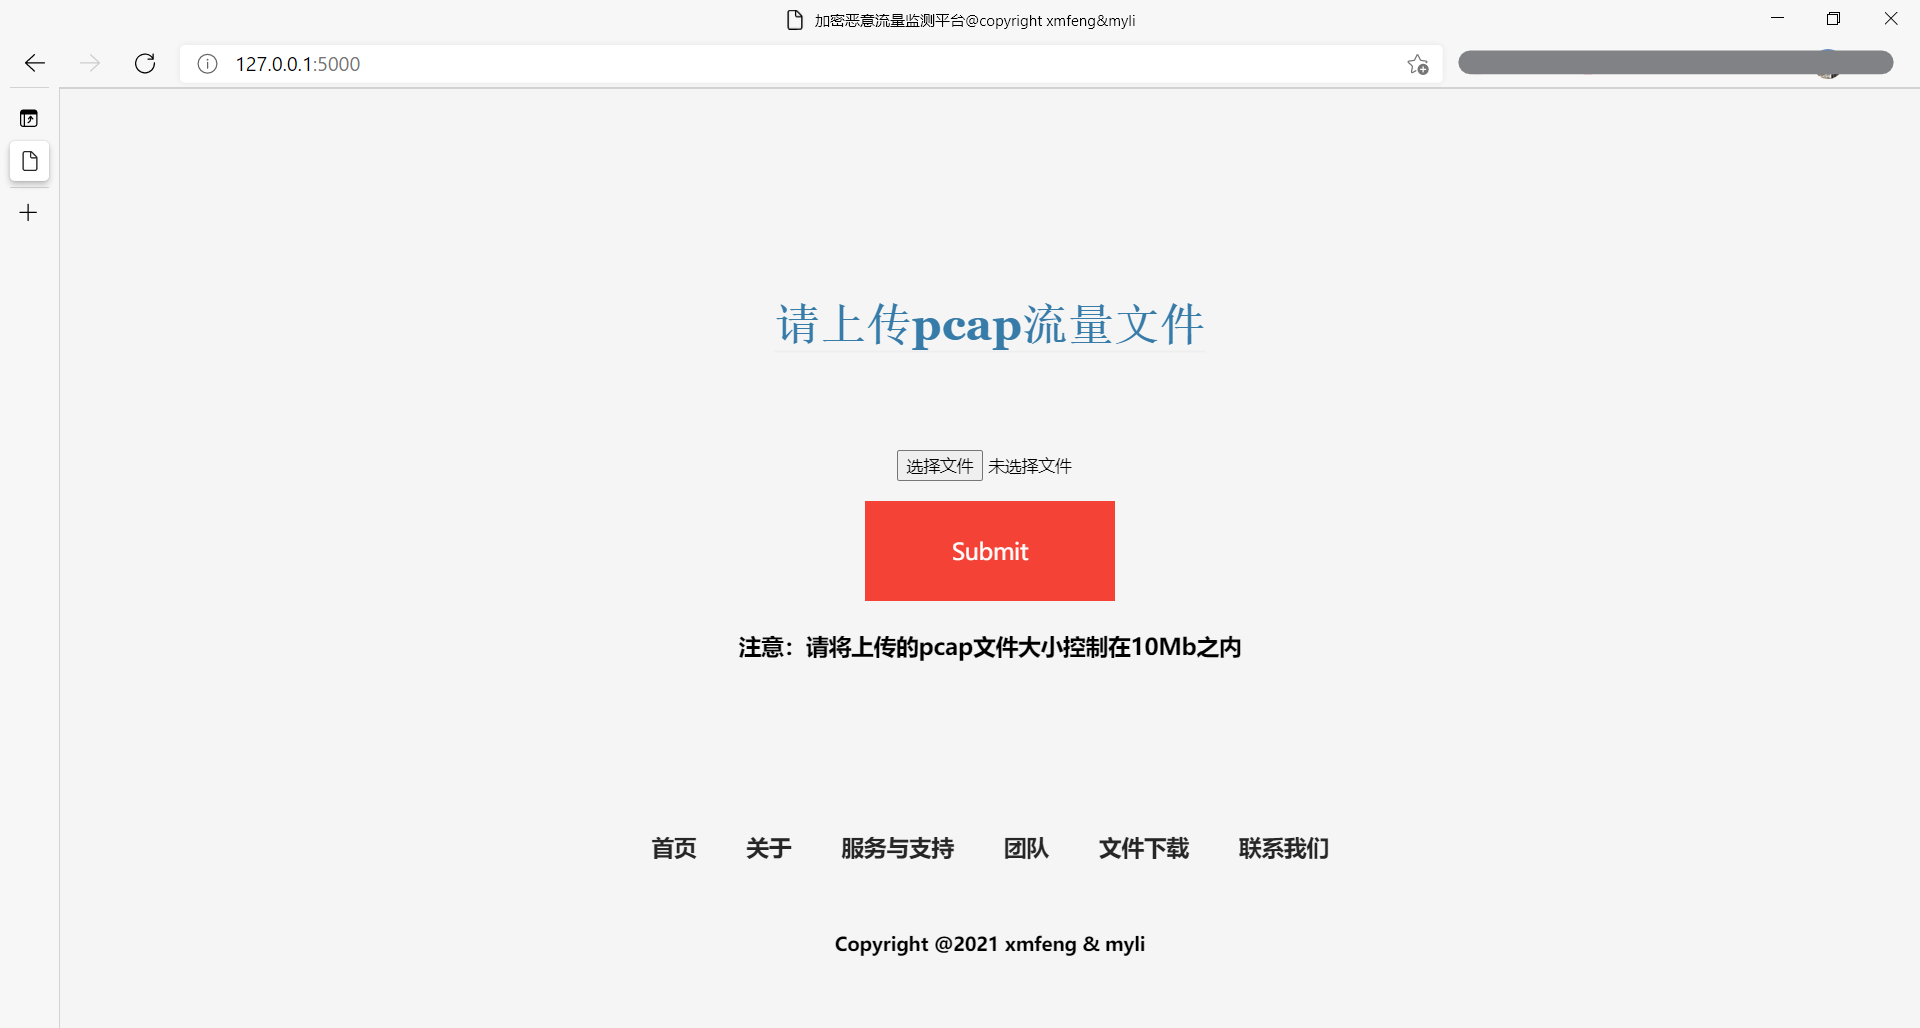 加密恶意流量监测平台@copyright xmfeng&myli
127.0.0.1:5000
请上传pcap流量文件
选择文件 未选择文件
Submit
注意：请将上传的pcap文件大小控制在10Mb之内
首页 关于 服务与支持 团队 文件下载 联系我们
Copyright @2021 xmfeng & myli